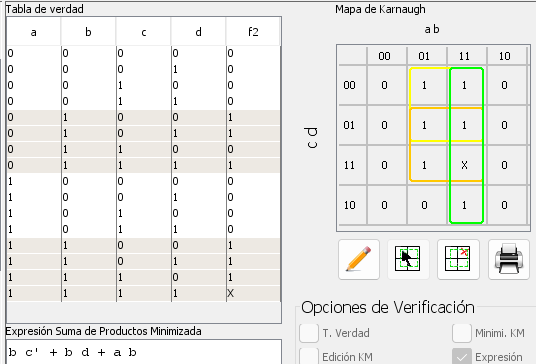 Tabla de verdad
a b c d f2
0 0 0 0 0
0 0 0 1 0
0 0 1 0 0
0 0 1 1 0
0 1 0 0 1
0 1 0 1 1
0 1 1 0 0
0 1 1 1 1
1 0 0 0 0
1 0 0 1 0
1 0 1 0 0
1 0 1 1 0
1 1 0 0 1
1 1 0 1 1
1 1 1 0 1
1 1 1 1 X
Expresión Suma de Productos Minimizada
b c' + b d + a b
Mapa de Karnaugh
a b
00 01 11 10
c d
00 0 1 1 0
01 0 1 1 0
11 0 1 X 0
10 0 0 1 0
Opciones de Verificación
T. Verdad Minimi. KM
Edición KM Expresión